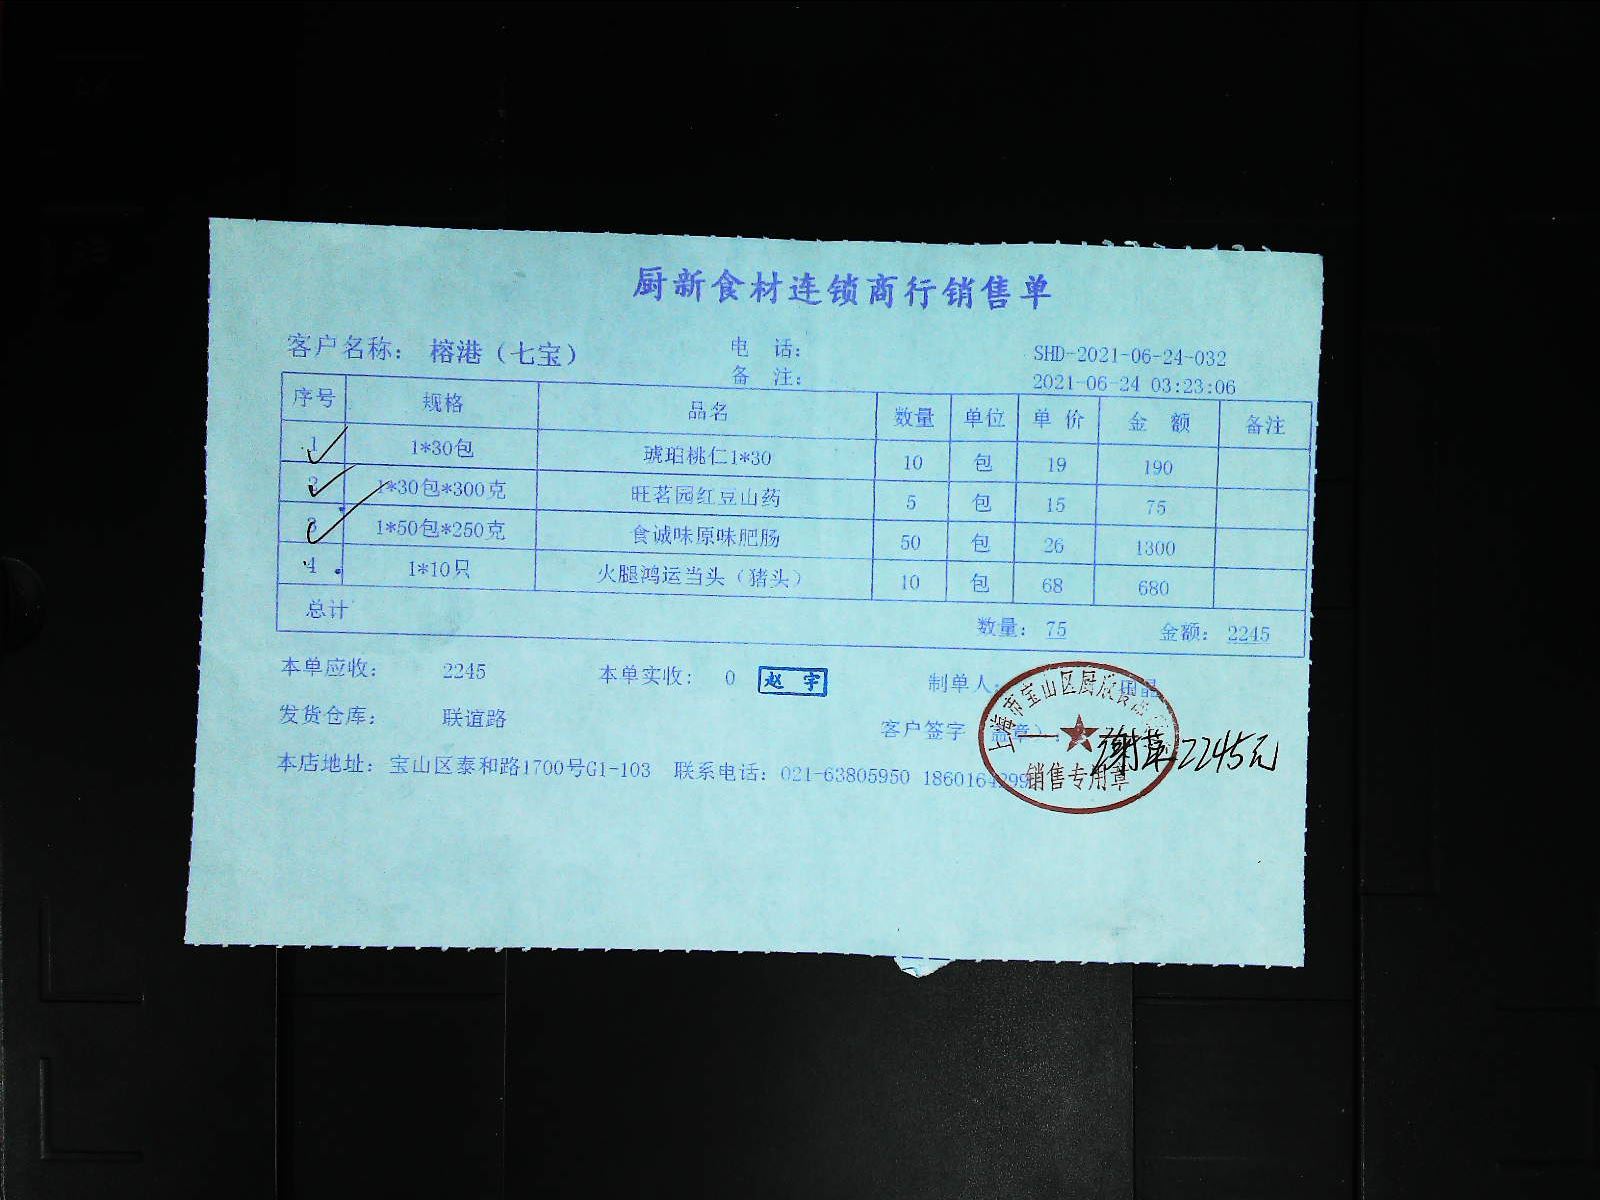 厨新食材连锁商行销售单
客户名称： 榕港（七宝） 电 话： SHD-2021-06-24-032
备 注： 2021-06-24 03:23:06
序号 规格 品名 数量 单位 单 价 金 额 备注
1 1*30包 琥珀桃仁1*30 10 包 19 190
2 1*30包*300克 旺茗园红豆山药 5 包 15 75
3 1*50包*250克 食诚味原味肥肠 50 包 26 1300
4 1*10只 火腿鸿运当头（猪头） 10 包 68 680
总计 数量： 75 金额： 2245
本单应收： 2245 本单实收： 0 赵 宇 制单人：
发货仓库： 联谊路 客户签字（盖章）：
本店地址：宝山区泰和路1700号G1-103 联系电话：021-63805950
上海市宝山区厨
销售专用章
2245元